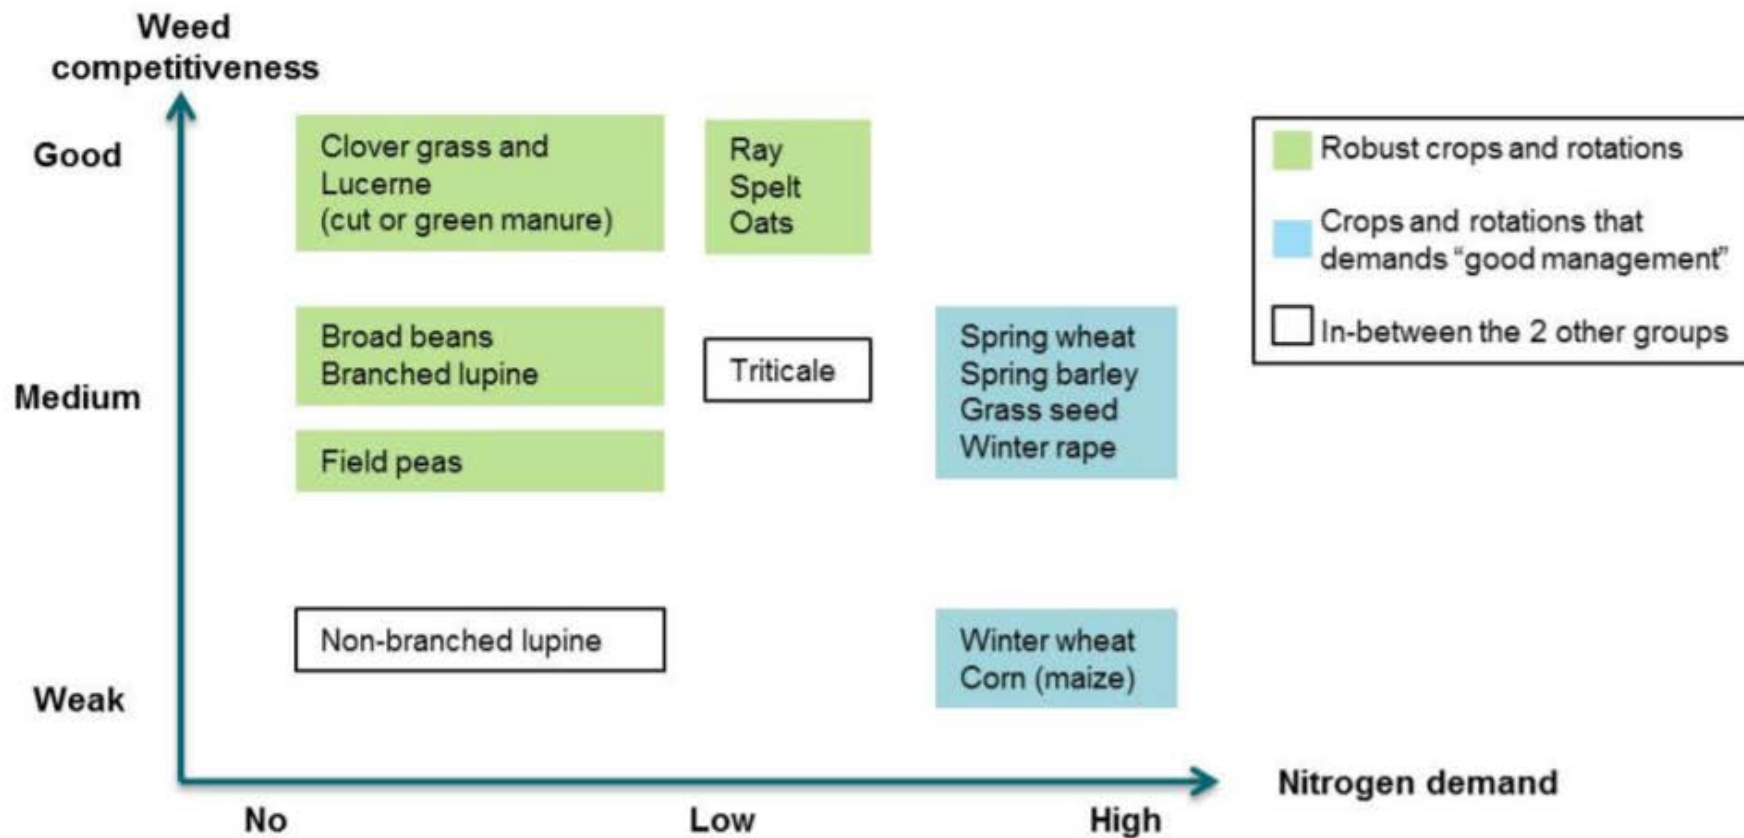 Weed
competitiveness
Good
Clover grass and
Lucerne
(cut or green manure)
Ray
Spelt
Oats
Robust crops and rotations
Crops and rotations that
demands “good management”
In-between the 2 other groups
Medium
Broad beans
Branched lupine
Field peas
Triticale
Spring wheat
Spring barley
Grass seed
Winter rape
Weak
Non-branched lupine
Winter wheat
Corn (maize)
Nitrogen demand
No
Low
High